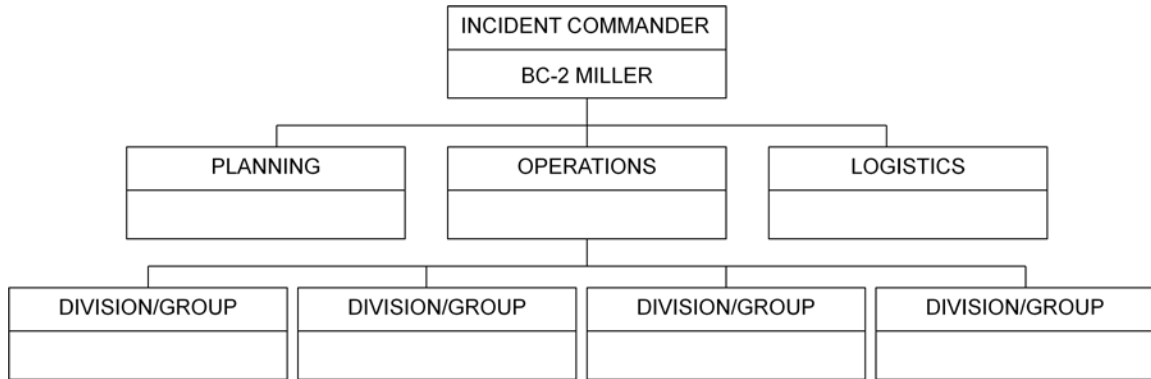 INCIDENT COMMANDER
BC-2 MILLER
PLANNING
OPERATIONS
LOGISTICS
DIVISION/GROUP
DIVISION/GROUP
DIVISION/GROUP
DIVISION/GROUP